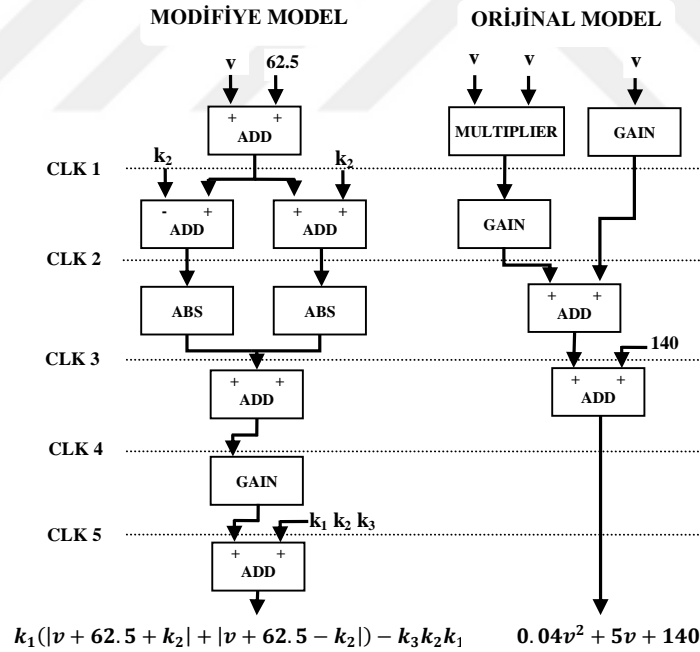 MODİFİYE MODEL
ORİJİNAL MODEL
v 62.5
v v v
+ +
ADD
MULTIPLIER
GAIN
k₂ k₂
CLK 1
- +
ADD
+ +
ADD
GAIN
CLK 2
ABS
ABS
+ +
ADD
CLK 3
140
+ +
ADD
+ +
ADD
CLK 4
GAIN
CLK 5
k₁ k₂ k₃
+ +
ADD
k₁(|v + 62.5 + k₂| + |v + 62.5 − k₂|) − k₃k₂k₁
0.04v² + 5v + 140